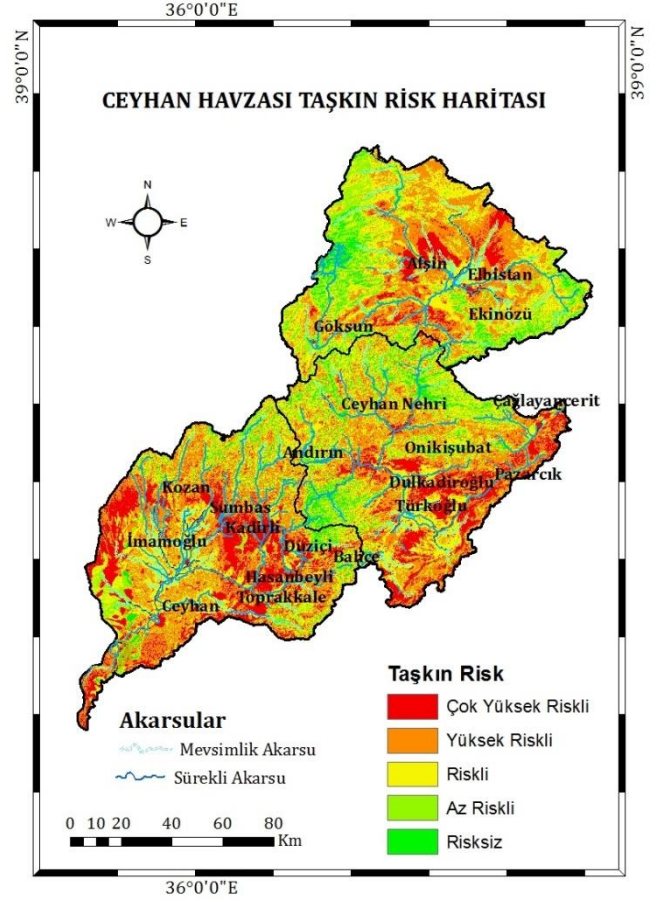 36°0'0"E
39°0'0"N
39°0'0"N
CEYHAN HAVZASI TAŞKIN RİSK HARİTASI
N
W
E
S
Afşin
Elbistan
Ekinözü
Göksun
Ceyhan Nehri
Çağlayancerit
Onikişubat
Andırın
Pazarcık
Dulkadiroğlu
Kozan
Türkoğlu
Sumbas
Kadirli
İmamoğlu
Düziçi
Bahçe
Hasanbeyli
Toprakkale
Ceyhan
Taşkın Risk
Çok Yüksek Riskli
Yüksek Riskli
Riskli
Az Riskli
Risksiz
Akarsular
Mevsimlik Akarsu
Sürekli Akarsu
0 10 20 40 60 80
Km
36°0'0"E